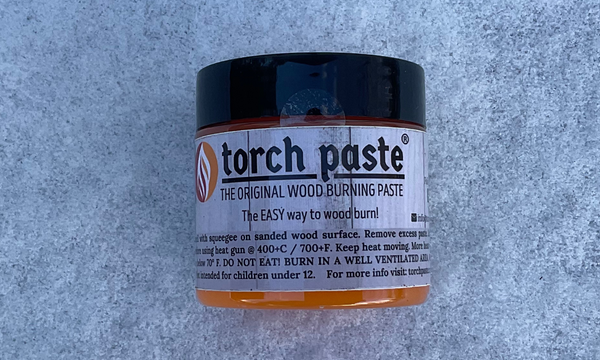 torch paste®
THE ORIGINAL WOOD BURNING PASTE
The EASY way to wood burn!
with squeegee on sanded wood surface. Remove excess
using heat gun @ 400+C / 700+F. Keep heat moving. More
70° F. DO NOT EAT! BURN IN A WELL VENTILATED
intended for children under 12. For more info visit: